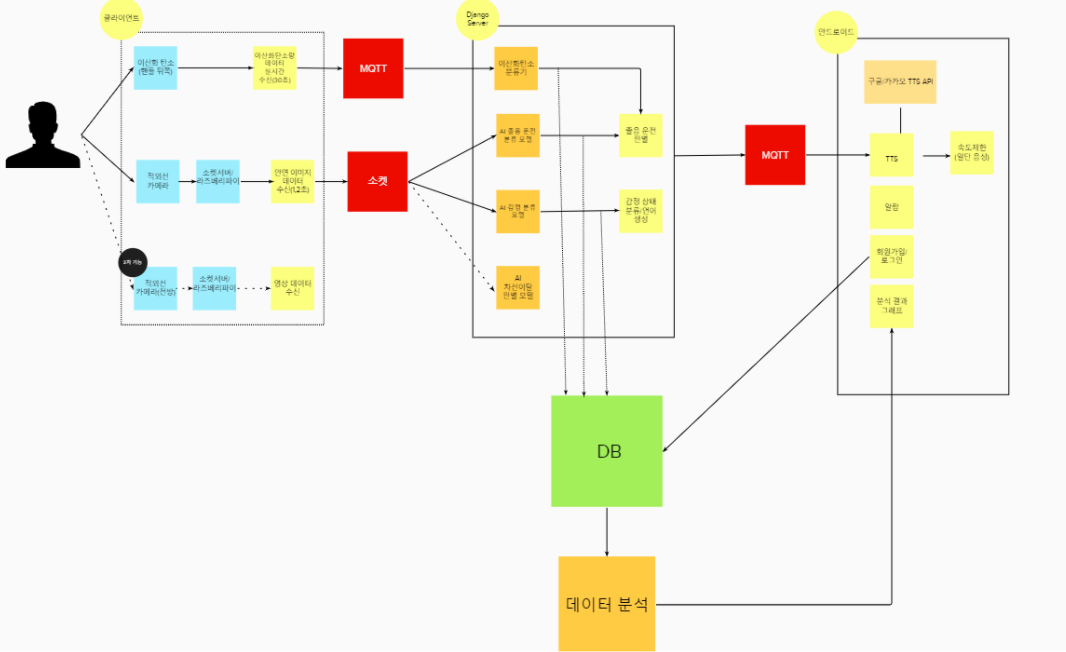 클라이언트
이산화 탄소
(핸들 뒤쪽)
이산화탄소량
데이터
실시간
수신(30초)
MQTT
적외선
카메라
소켓서버/
라즈베리파이
안면 이미지
데이터
수신(1,2초)
소켓
2차 기능
적외선
카메라(전방)
소켓서버/
라즈베리파이
영상 데이터
수신
Django
Server
이산화탄소
분류기
AI 졸음 운전
분류 모델
졸음 운전
판별
AI 감정 분류
모델
감정 상태
분류/언어
생성
AI
차선이탈
판별 모델
MQTT
안드로이드
구글/카카오 TTS API
TTS
속도제한
(일단 음성)
알람
회원가입/
로그인
분석 결과
그래프
DB
데이터 분석